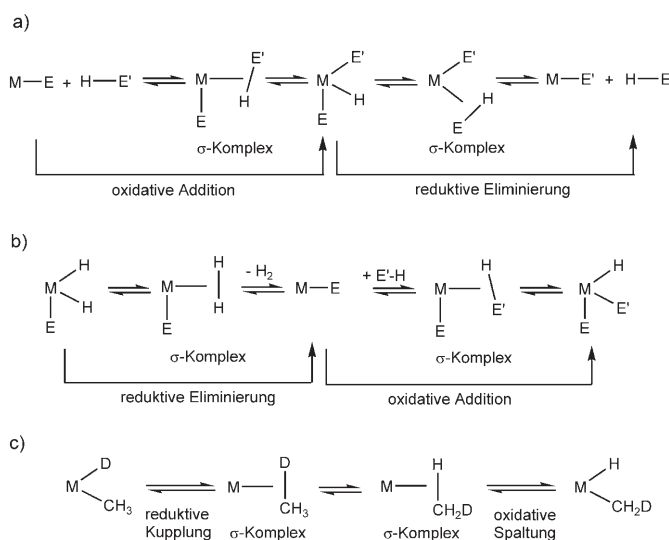 a)
M—E + H—E' M E' H E M E' H E M E' H E M—E' + H—E
σ-Komplex σ-Komplex
oxidative Addition reduktive Eliminierung
b)
M H H E M H H E - H₂ M—E + E'-H M H E' E M H E' E
σ-Komplex σ-Komplex
reduktive Eliminierung oxidative Addition
c)
M D CH₃ M D CH₃ M H CH₂D M H CH₂D
reduktive Kupplung σ-Komplex σ-Komplex oxidative Spaltung